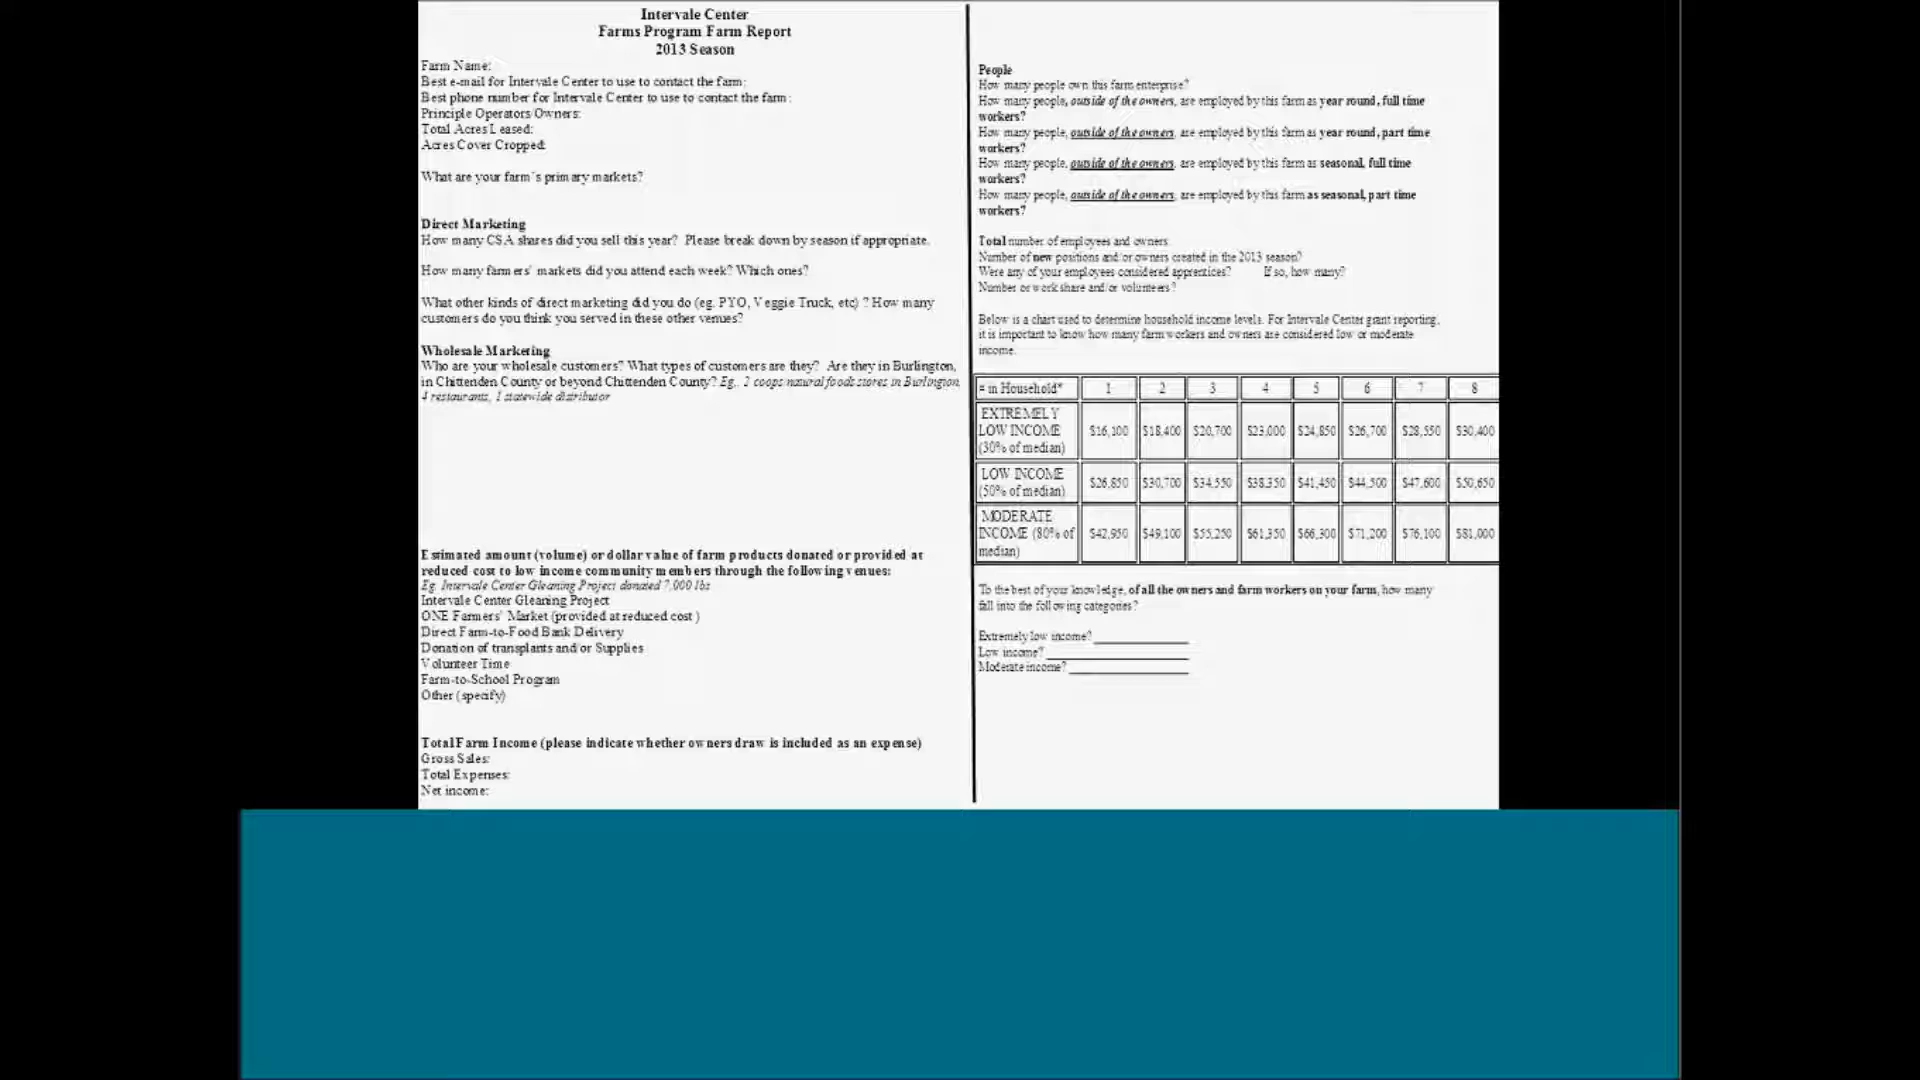 Intervale Center
Farms Program Farm Report
2013 Season
Farm Name:
Best e-mail for Intervale Center to use to contact the farm:
Best phone number for Intervale Center to use to contact the farm:
Principle Operators/Owners:
Total Acres Leased:
Acres Cover Cropped:
What are your farm's primary markets?
Direct Marketing
How many CSA shares did you sell this year? Please break down by season if appropriate.
How many farmers' markets did you attend each week? Which ones?
What other kinds of direct marketing did you do (eg. PYO, Veggie Truck, etc) ? How many
customers do you think you served in these other venues?
Wholesale Marketing
Who are your wholesale customers? What types of customers are they? Are they in Burlington,
in Chittenden County or beyond Chittenden County? Eg.. 2 coops natural foods stores in Burlington,
4 restaurants, 1 statewide distributor
Estimated amount (volume) or dollar value of farm products donated or provided at
reduced cost to low income community members through the following venues:
Eg. Intervale Center Gleaning Project donated 7,000 lbs
Intervale Center Gleaning Project
ONE Farmers' Market (provided at reduced cost )
Direct Farm-to-Food Bank Delivery
Donation of transplants and/or Supplies
Volunteer Time
Farm-to-School Program
Other (specify)
Total Farm Income (please indicate whether owners draw is included as an expense)
Gross Sales:
Total Expenses:
Net income:
People
How many people own this farm enterprise?
How many people, outside of the owners, are employed by this farm as year round, full time
workers?
How many people, outside of the owners, are employed by this farm as year round, part time
workers?
How many people, outside of the owners, are employed by this farm as seasonal, full time
workers?
How many people, outside of the owners, are employed by this farm as seasonal, part time
workers?
Total number of employees and owners:
Number of new positions and/or owners created in the 2013 season?
Were any of your employees considered apprentices? If so, how many?
Number or work share and/or volunteers?
Below is a chart used to determine household income levels. For Intervale Center grant reporting,
it is important to know how many farm workers and owners are considered low or moderate
income.
# in Household* 1 2 3 4 5 6 7 8
EXTREMELY
LOW INCOME
(30% of median) $16,100 $18,400 $20,700 $23,000 $24,850 $26,700 $28,550 $30,400
LOW INCOME
(50% of median) $26,850 $30,700 $34,550 $38,350 $41,450 $44,500 $47,600 $50,650
MODERATE
INCOME (80% of
median) $42,950 $49,100 $55,250 $61,350 $66,300 $71,200 $76,100 $81,000
To the best of your knowledge, of all the owners and farm workers on your farm, how many
fall into the following categories?
Extremely low income?
Low income?
Moderate income?